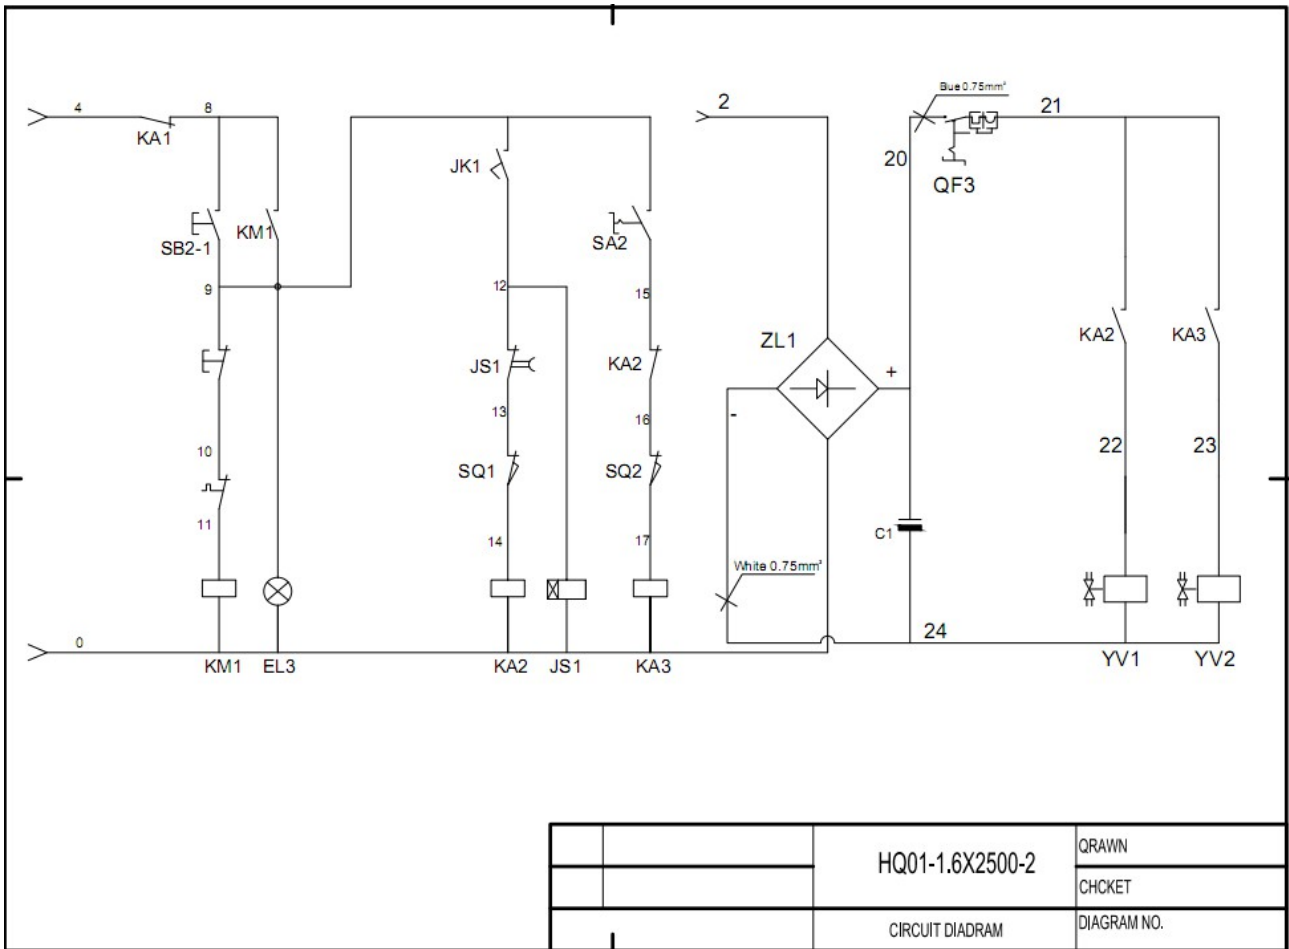 Bue 0.75mm²
4
8
2
21
KA1
JK1
20
QF3
SB2-1
KM1
SA2
9
12
15
ZL1
KA2
KA3
JS1
KA2
+
13
16
-
10
22
23
SQ1
SQ2
11
14
17
C1
White 0.75mm²
0
24
KM1
EL3
KA2
JS1
KA3
YV1
YV2
HQ01-1.6X2500-2
QRAWN
CHCKET
CIRCUIT DIADRAM
DIAGRAM NO.